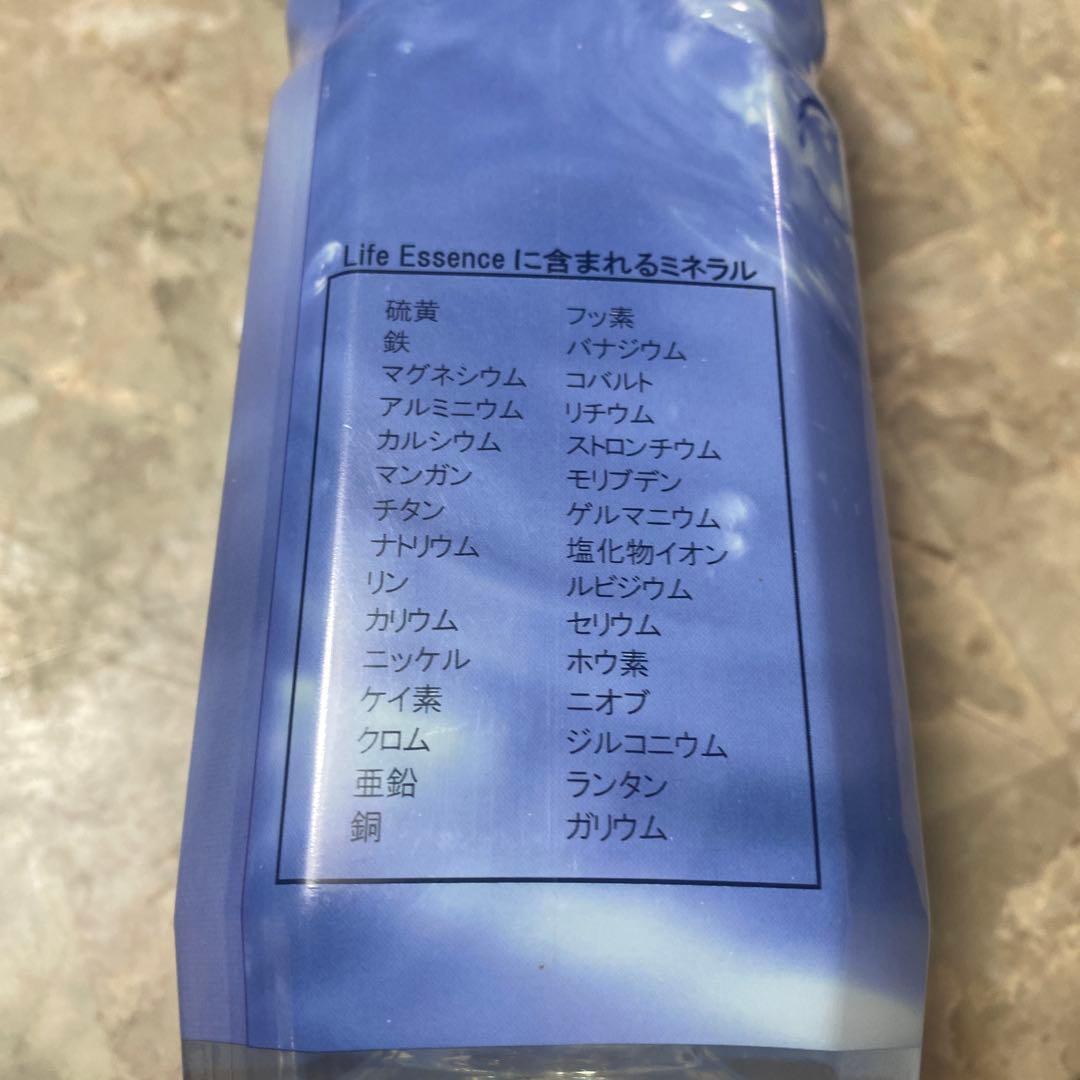 Life Essence に含まれるミネラル
硫黄
鉄
マグネシウム
アルミニウム
カルシウム
マンガン
チタン
ナトリウム
リン
カリウム
ニッケル
ケイ素
クロム
亜鉛
銅
フッ素
バナジウム
コバルト
リチウム
ストロンチウム
モリブデン
ゲルマニウム
塩化物イオン
ルビジウム
セリウム
ホウ素
ニオブ
ジルコニウム
ランタン
ガリウム